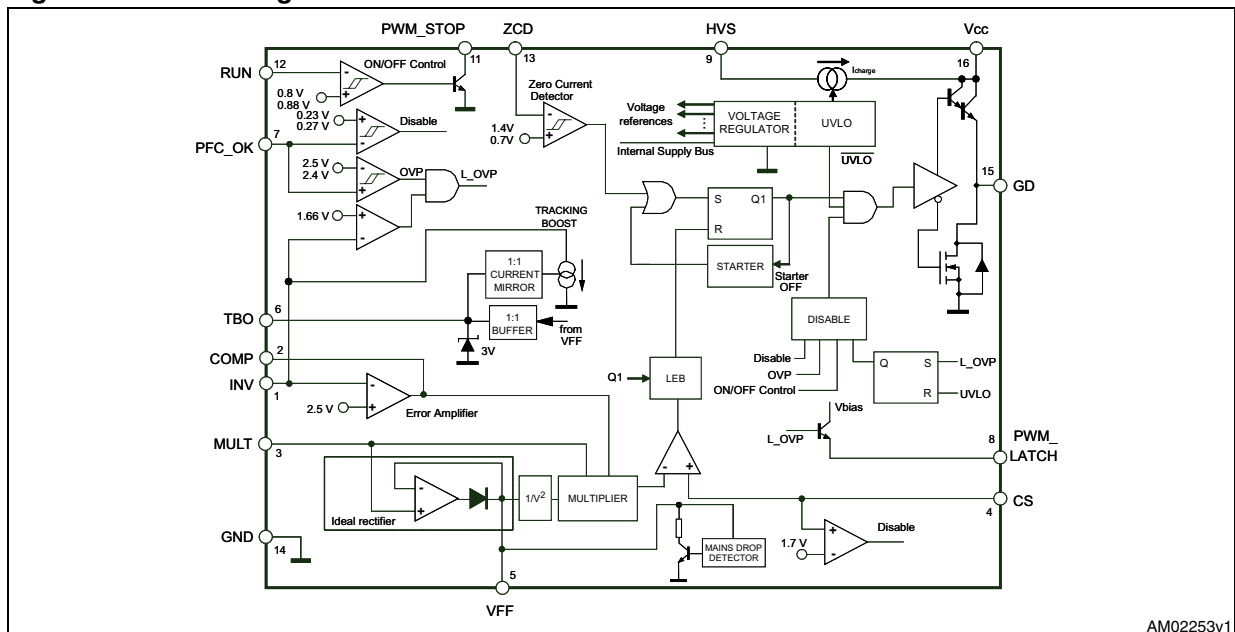 PWM_STOP
ZCD
HVS
Vcc
11
13
9
16
RUN
12
ON/OFF Control
0.8 V
0.88 V
Zero Current
Detector
Icharge
0.23 V
0.27 V
Disable
7
PFC_OK
1.4V
0.7V
Voltage
references
VOLTAGE
REGULATOR
UVLO
Internal Supply Bus
UVLO
2.5 V
2.4 V
OVP
L_OVP
15
GD
1.66 V
S
Q1
R
TRACKING
BOOST
1:1
CURRENT
MIRROR
STARTER
Starter
OFF
TBO
6
1:1
BUFFER
from
VFF
3V
DISABLE
COMP
2
INV
1
2.5 V
Error Amplifier
Q1
LEB
Disable
OVP
ON/OFF Control
Q
S
R
L_OVP
UVLO
Vbias
L_OVP
8
PWM_
LATCH
MULT
3
Ideal rectifier
1/V²
MULTIPLIER
CS
4
GND
14
MAINS DROP
DETECTOR
1.7 V
Disable
5
VFF
AM02253v1